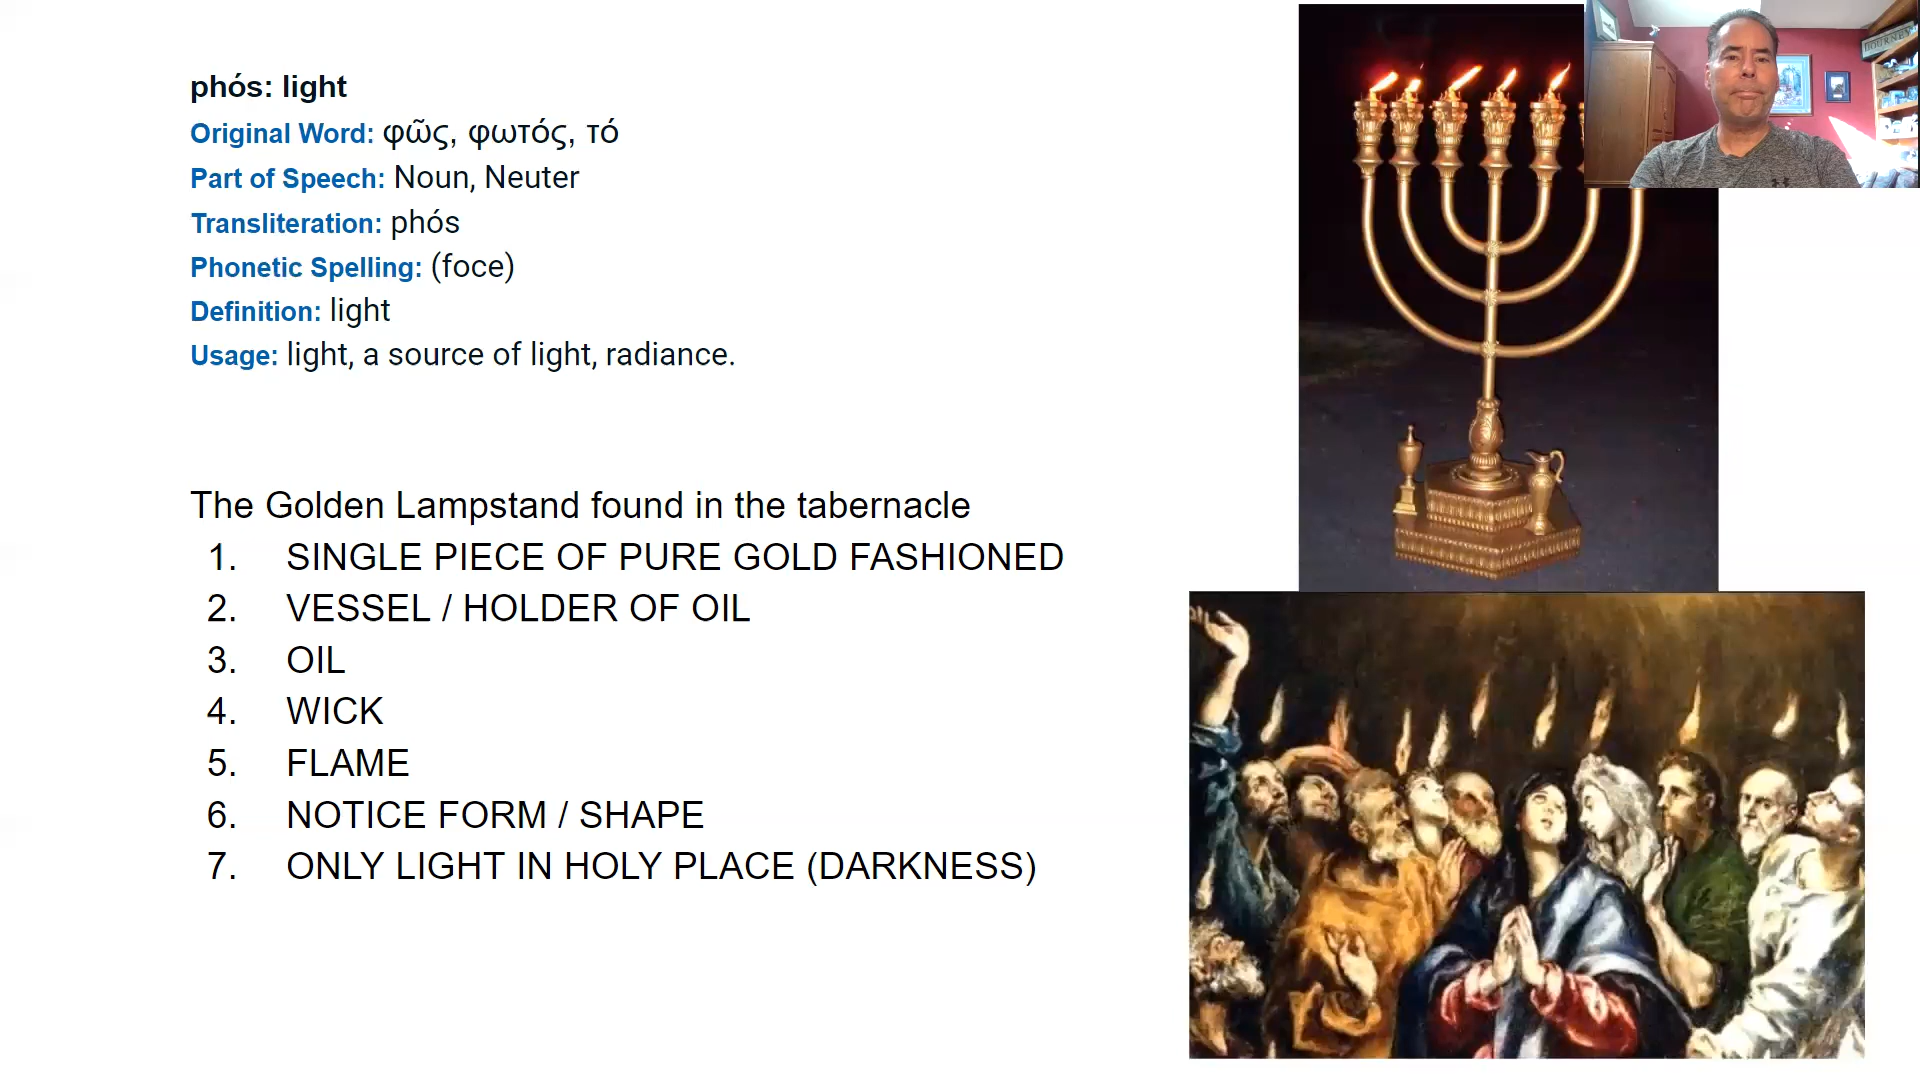 phós: light
Original Word: φῶς, φωτός, τό
Part of Speech: Noun, Neuter
Transliteration: phós
Phonetic Spelling: (foce)
Definition: light
Usage: light, a source of light, radiance.
The Golden Lampstand found in the tabernacle
1. SINGLE PIECE OF PURE GOLD FASHIONED
2. VESSEL / HOLDER OF OIL
3. OIL
4. WICK
5. FLAME
6. NOTICE FORM / SHAPE
7. ONLY LIGHT IN HOLY PLACE (DARKNESS)
JOURNEY